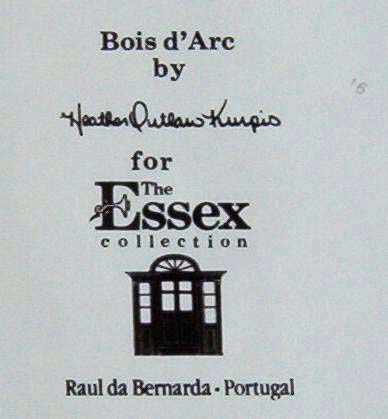 Bois d'Arc
by
Heather Outlaw Kurpis
for
The
Essex
collection
Raul da Bernarda • Portugal